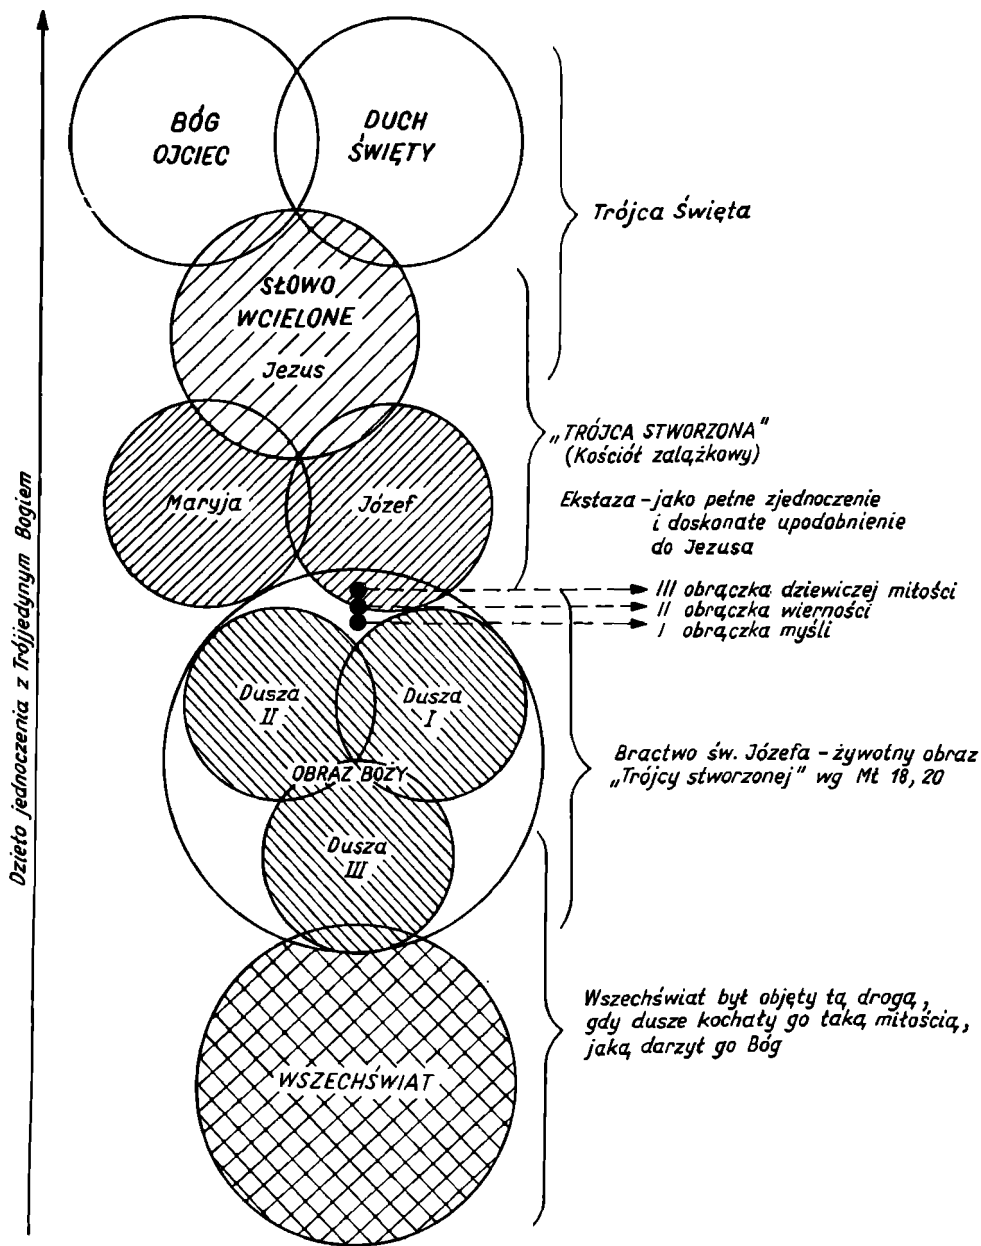 BÓG
OJCIEC
DUCH
ŚWIĘTY
Trójca Święta
SŁOWO
WCIELONE
Jezus
„TRÓJCA STWORZONA"
(Kościół zalążkowy)
Maryja
Józef
Ekstaza – jako pełne zjednoczenie
i doskonałe upodobnienie
do Jezusa
III obrączka dziewiczej miłości
II obrączka wierności
I obrączka myśli
Dusza
II
Dusza
I
OBRAZ BOŻY
Bractwo św. Józefa – żywotny obraz
„Trójcy stworzonej" wg Mt 18, 20
Dusza
III
Wszechświat był objęty tą drogą,
gdy dusze kochały go taką miłością,
jaką darzył go Bóg
WSZECHŚWIAT
Dzieło jednoczenia z Trójjedynym Bogiem